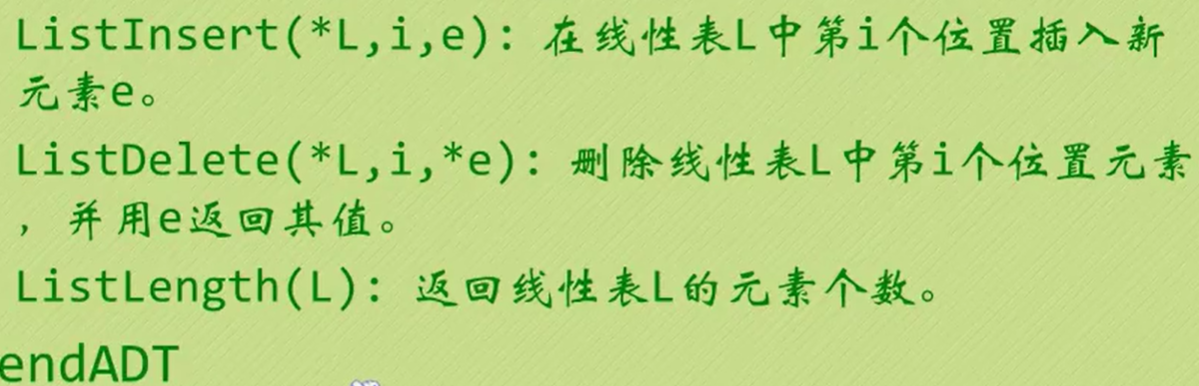 ListInsert(*L,i,e): 在线性表L中第i个位置插入新
元素e。
ListDelete(*L,i,*e): 删除线性表L中第i个位置元素
，并用e返回其值。
ListLength(L): 返回线性表L的元素个数。
endADT